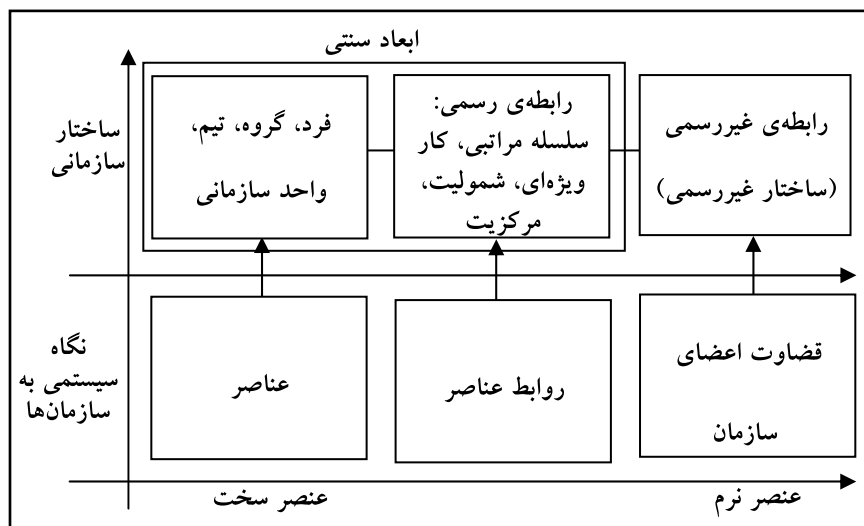 ابعاد سنتی
ساختار
سازمانی
فرد، گروه، تیم،
واحد سازمانی
رابطه‌ی رسمی:
سلسله مراتبی، کار
ویژه‌ای، شمولیت،
مرکزیت
رابطه‌ی غیررسمی
(ساختار غیررسمی)
نگاه
سیستمی به
سازمان‌ها
عناصر
روابط عناصر
قضاوت اعضای
سازمان
عنصر سخت
عنصر نرم